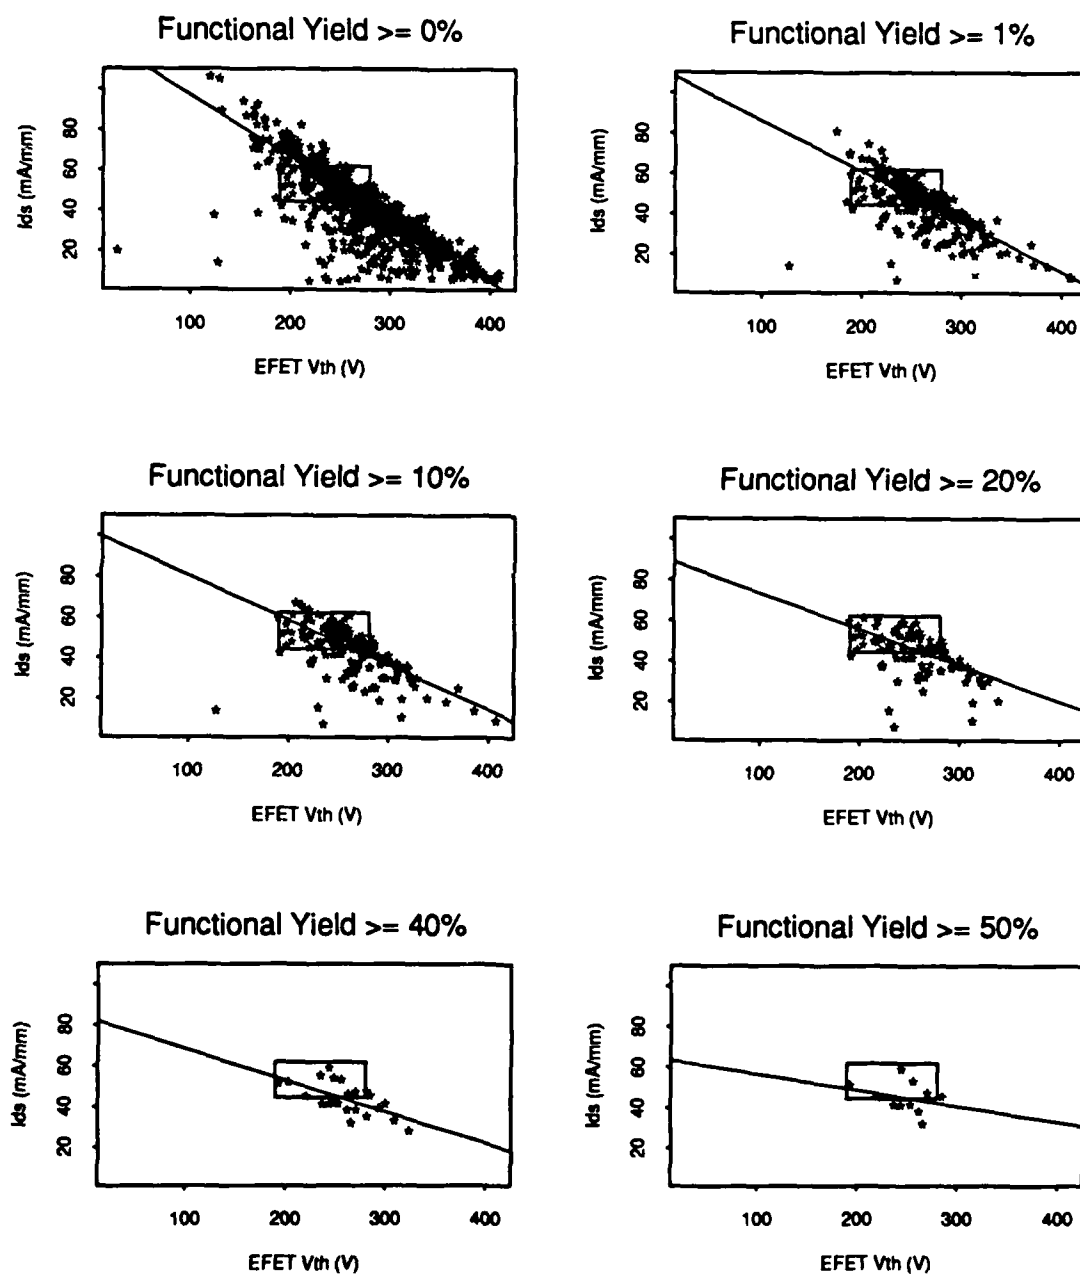 Functional Yield >= 0%
Ids (mA/mm)
80
60
40
20
100 200 300 400
EFET Vth (V)
Functional Yield >= 1%
Ids (mA/mm)
80
60
40
20
100 200 300 400
EFET Vth (V)
Functional Yield >= 10%
Ids (mA/mm)
80
60
40
20
100 200 300 400
EFET Vth (V)
Functional Yield >= 20%
Ids (mA/mm)
80
60
40
20
100 200 300 400
EFET Vth (V)
Functional Yield >= 40%
Ids (mA/mm)
80
60
40
20
100 200 300 400
EFET Vth (V)
Functional Yield >= 50%
Ids (mA/mm)
80
60
40
20
100 200 300 400
EFET Vth (V)